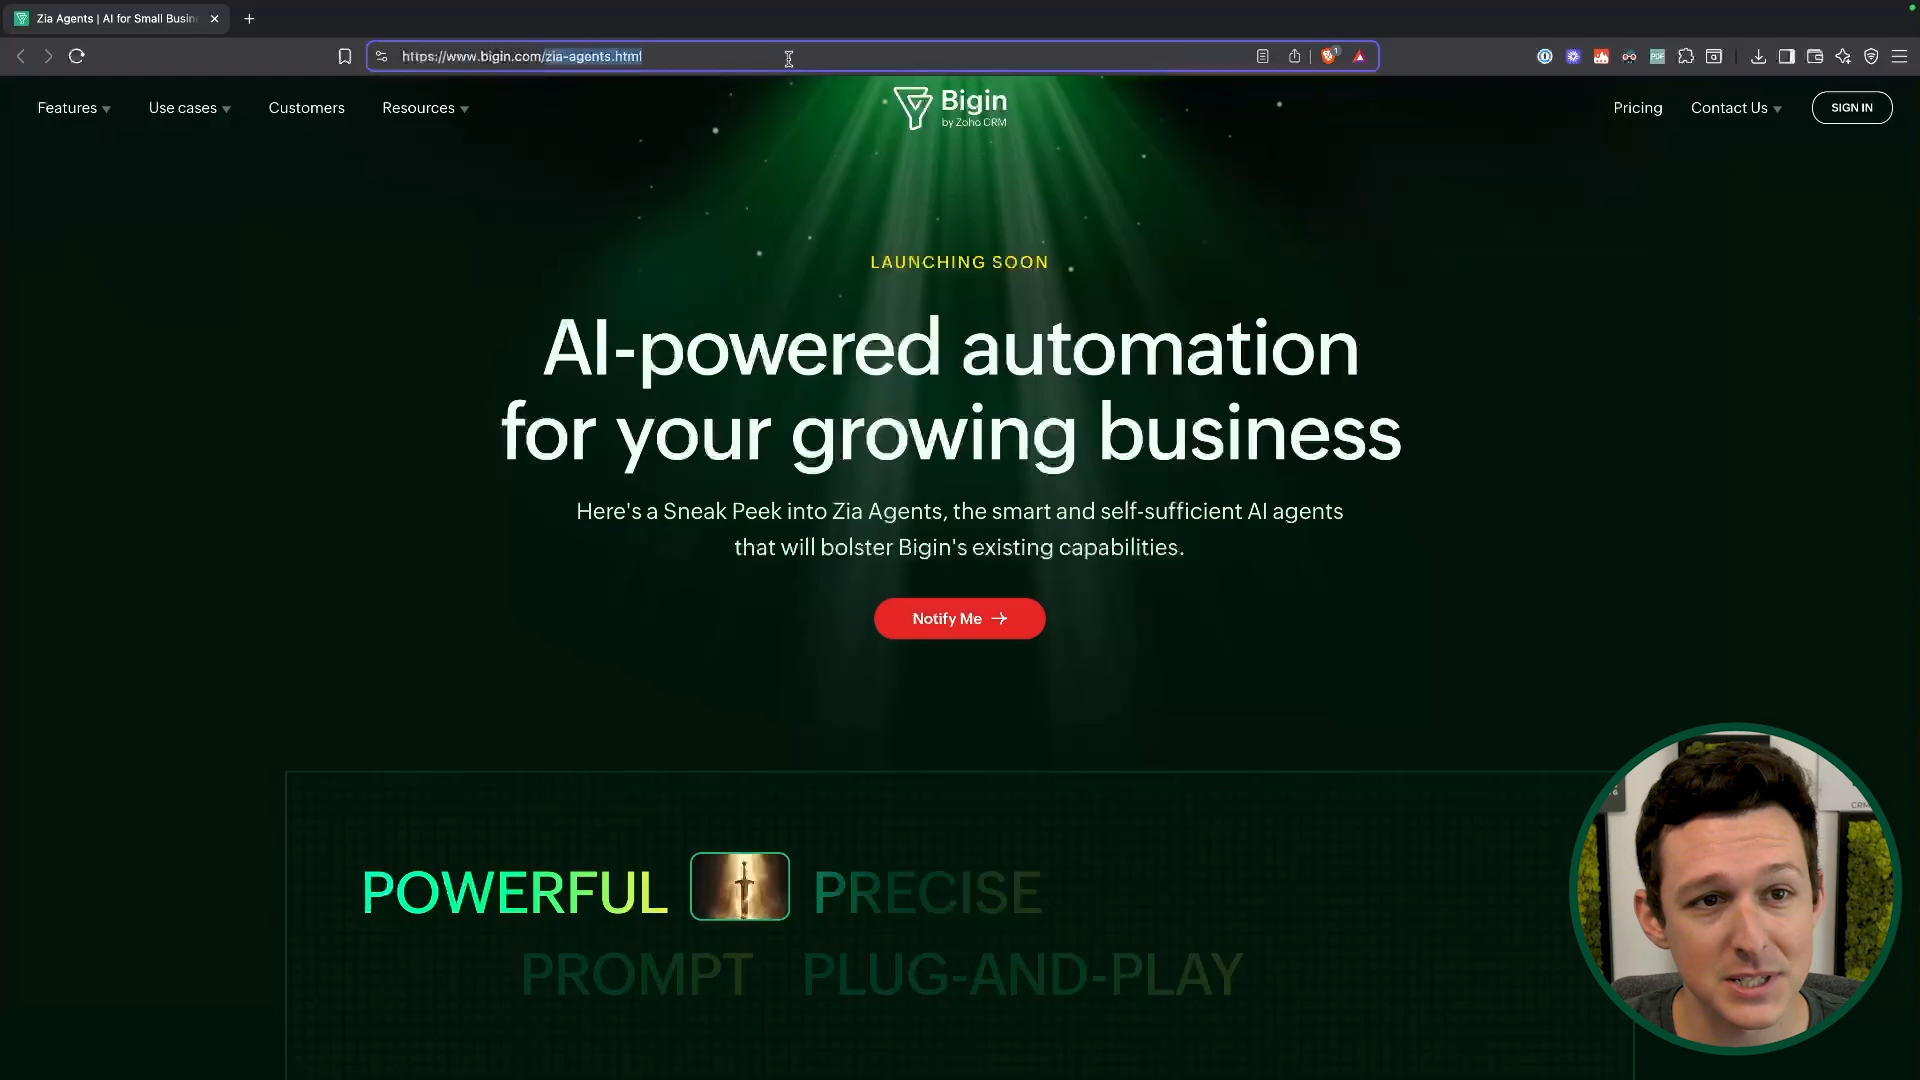 Zia Agents | AI for Small Busin
https://www.bigin.com/zia-agents.html
1
PDF
Features
Use cases
Customers
Resources
Bigin
by Zoho CRM
Pricing
Contact Us
SIGN IN
LAUNCHING SOON
AI-powered automation
for your growing business
Here's a Sneak Peek into Zia Agents, the smart and self-sufficient AI agents
that will bolster Bigin's existing capabilities.
Notify Me
POWERFUL PRECISE
PROMPT PLUG-AND-PLAY
CRM